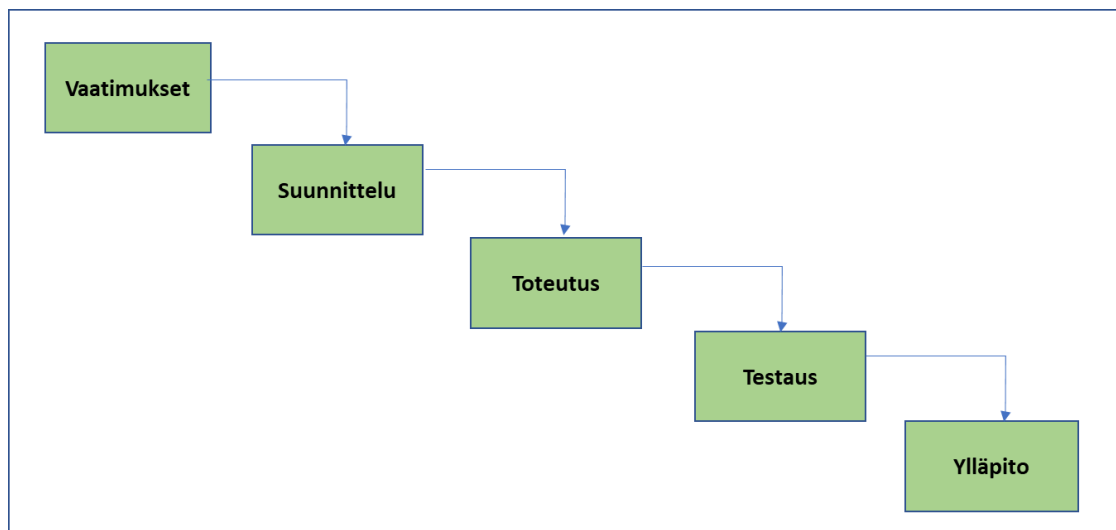 Vaatimukset
Suunnittelu
Toteutus
Testaus
Ylläpito